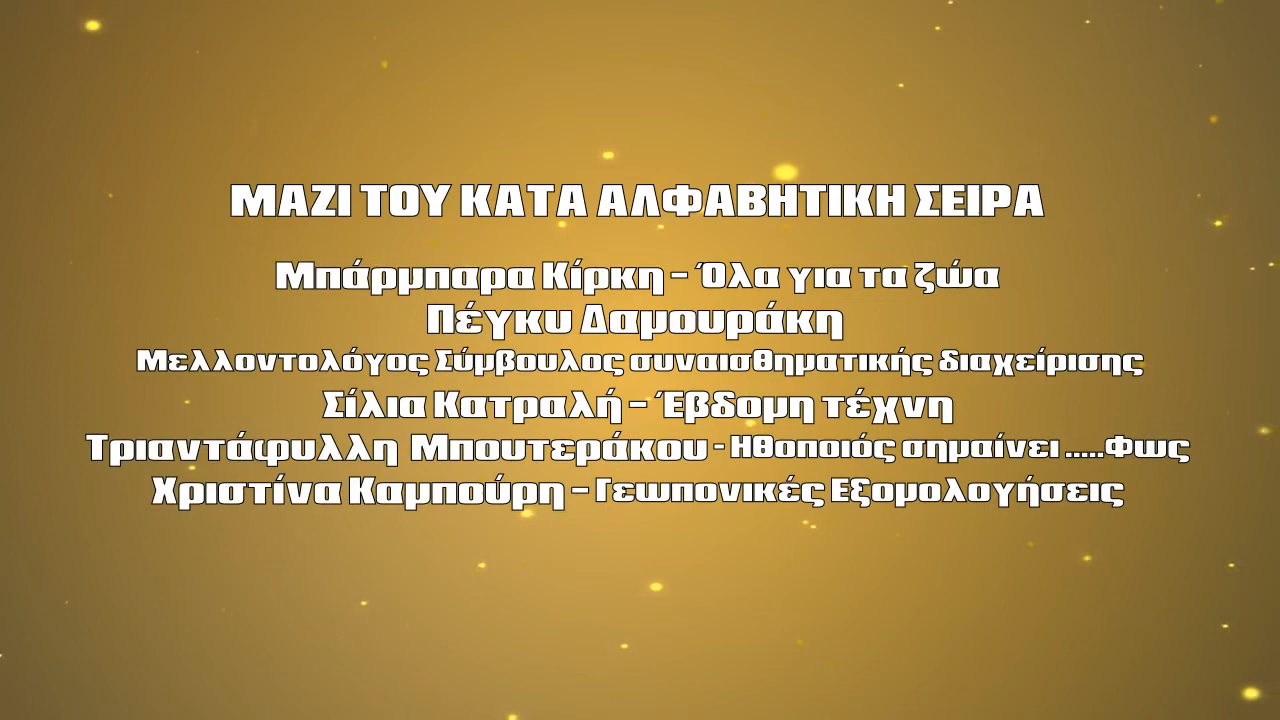 ΜΑΖΙ ΤΟΥ ΚΑΤΑ ΑΛΦΑΒΗΤΙΚΗ ΣΕΙΡΑ
Μπάρμπαρα Κίρκη – Όλα για τα ζώα
Πέγκυ Δαμουράκη
Μελλοντολόγος Σύμβουλος συναισθηματικής διαχείρισης
Σίλια Κατραλή – Έβδομη τέχνη
Τριαντάφυλλη Μπουτεράκου - Ηθοποιός σημαίνει .....Φως
Χριστίνα Καμπούρη – Γεωπονικές Εξομολογήσεις